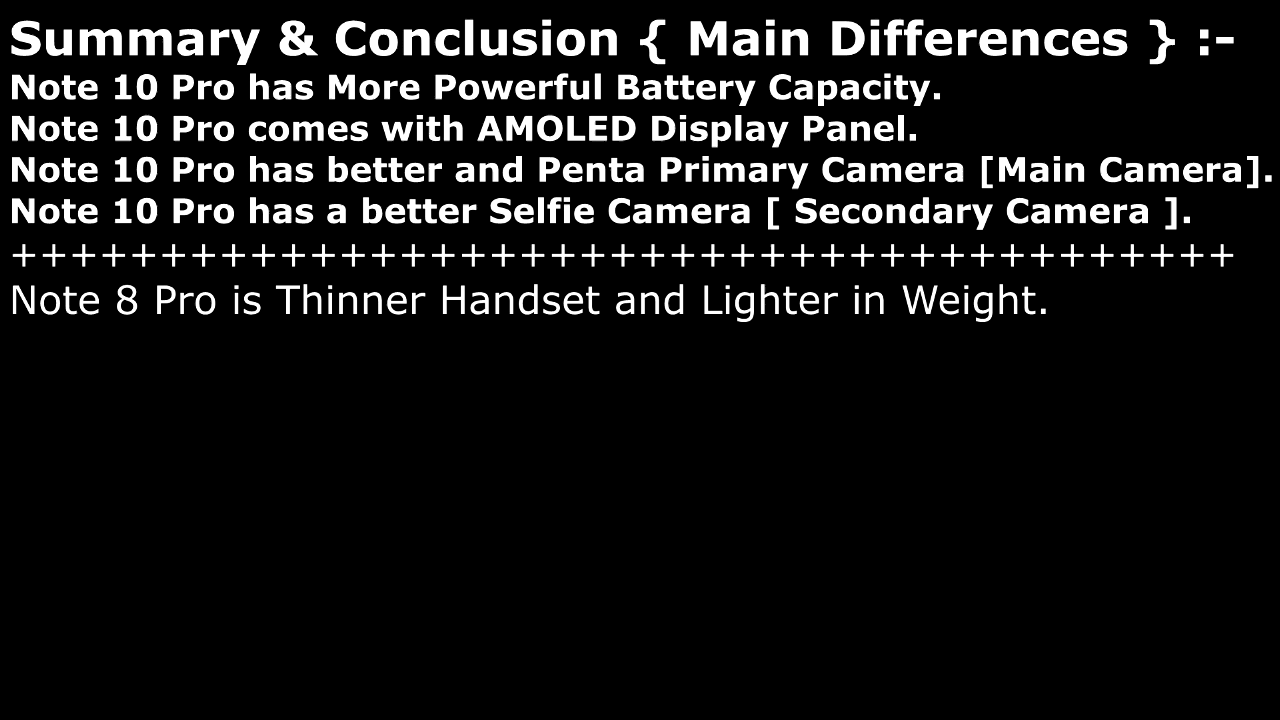 Summary & Conclusion { Main Differences } :-
Note 10 Pro has More Powerful Battery Capacity.
Note 10 Pro comes with AMOLED Display Panel.
Note 10 Pro has better and Penta Primary Camera [Main Camera].
Note 10 Pro has a better Selfie Camera [ Secondary Camera ].
+++++++++++++++++++++++++++++++++++++++++
Note 8 Pro is Thinner Handset and Lighter in Weight.